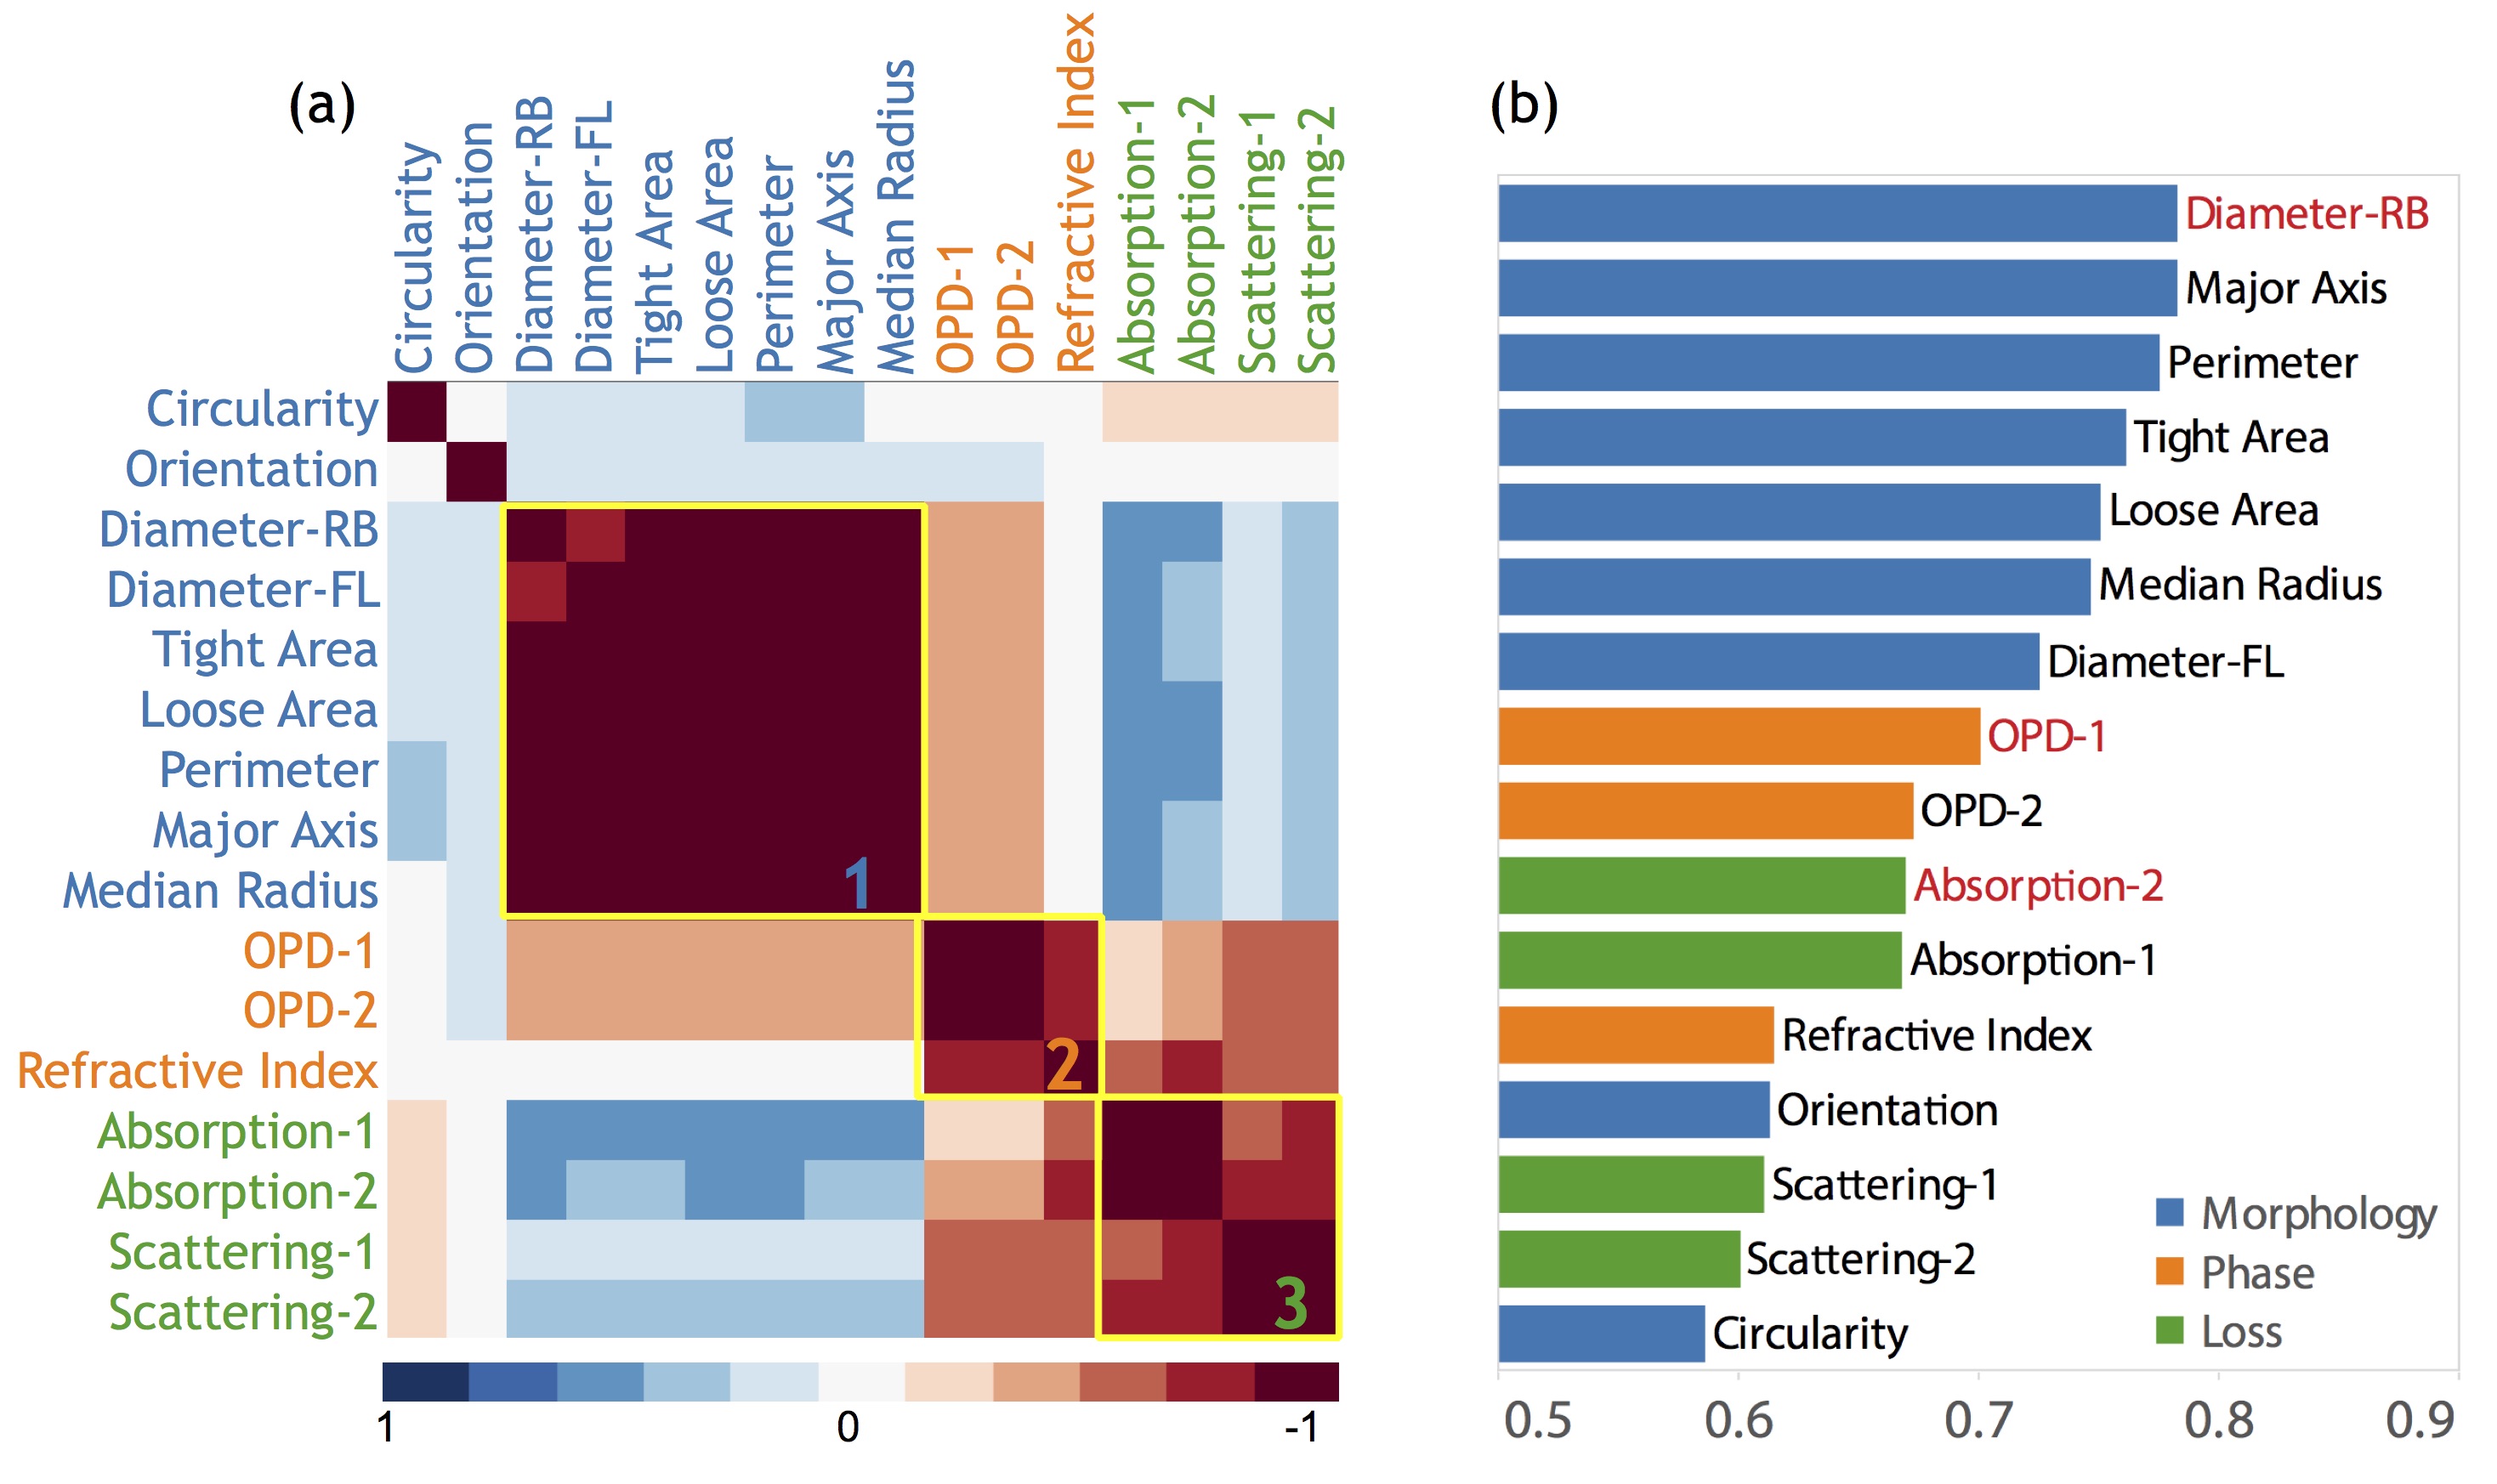 (a)
Circularity
Orientation
Diameter-RB
Diameter-FL
Tight Area
Loose Area
Perimeter
Major Axis
Median Radius
OPD-1
OPD-2
Refractive Index
Absorption-1
Absorption-2
Scattering-1
Scattering-2
Circularity
Orientation
Diameter-RB
Diameter-FL
Tight Area
Loose Area
Perimeter
Major Axis
Median Radius
OPD-1
OPD-2
Refractive Index
Absorption-1
Absorption-2
Scattering-1
Scattering-2
1
2
3
1 0 -1
(b)
Diameter-RB
Major Axis
Perimeter
Tight Area
Loose Area
Median Radius
Diameter-FL
OPD-1
OPD-2
Absorption-2
Absorption-1
Refractive Index
Orientation
Scattering-1
Scattering-2
Circularity
Morphology
Phase
Loss
0.5 0.6 0.7 0.8 0.9